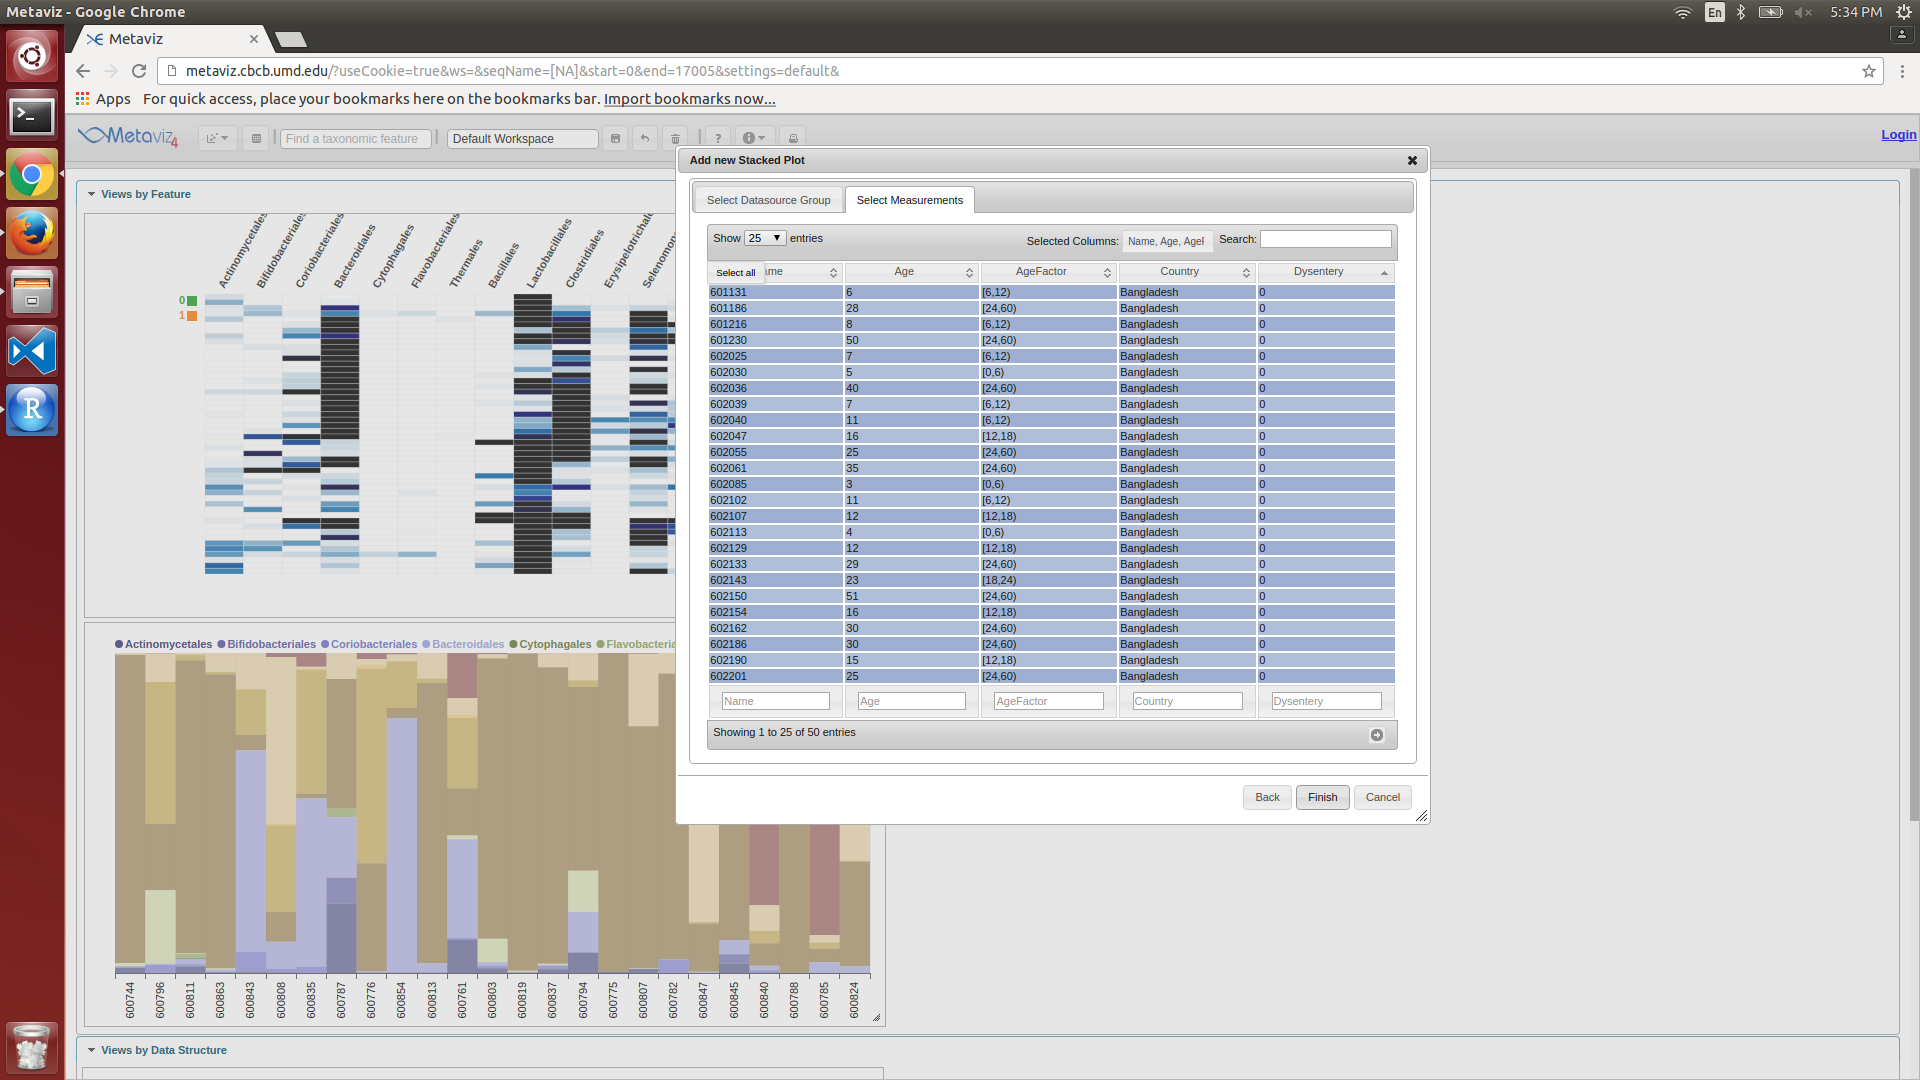 Metaviz - Google Chrome
En
5:34 PM
Metaviz
metaviz.cbcb.umd.edu/?useCookie=true&ws=&seqName=[NA]&start=0&end=17005&settings=default&
Apps For quick access, place your bookmarks here on the bookmarks bar. Import bookmarks now...
Metaviz 4
Find a taxonomic feature
Default Workspace
?
Login
Views by Feature
Actinomycetales
Bifidobacteriales
Coriobacteriales
Bacteroidales
Cytophagales
Flavobacteriales
Thermales
Bacillales
Lactobacillales
Clostridiales
Erysipelotrichale
Selenomon
0
1
Actinomycetales Bifidobacteriales Coriobacteriales Bacteroidales Cytophagales Flavobacteria
600744 600796 600811 600863 600843 600808 600835 600787 600776 600854 600813 600761 600803 600819 600837 600794 600775 600807 600782 600847 600845 600840 600788 600785 600824
Views by Data Structure
Add new Stacked Plot
Select Datasource Group Select Measurements
Show 25 entries Selected Columns: Name, Age, AgeF Search:
Select all me Age AgeFactor Country Dysentery
601131 6 [6,12) Bangladesh 0
601186 28 [24,60) Bangladesh 0
601216 8 [6,12) Bangladesh 0
601230 50 [24,60) Bangladesh 0
602025 7 [6,12) Bangladesh 0
602030 5 [0,6) Bangladesh 0
602036 40 [24,60) Bangladesh 0
602039 7 [6,12) Bangladesh 0
602040 11 [6,12) Bangladesh 0
602047 16 [12,18) Bangladesh 0
602055 25 [24,60) Bangladesh 0
602061 35 [24,60) Bangladesh 0
602085 3 [0,6) Bangladesh 0
602102 11 [6,12) Bangladesh 0
602107 12 [12,18) Bangladesh 0
602113 4 [0,6) Bangladesh 0
602129 12 [12,18) Bangladesh 0
602133 29 [24,60) Bangladesh 0
602143 23 [18,24) Bangladesh 0
602150 51 [24,60) Bangladesh 0
602154 16 [12,18) Bangladesh 0
602162 30 [24,60) Bangladesh 0
602186 30 [24,60) Bangladesh 0
602190 15 [12,18) Bangladesh 0
602201 25 [24,60) Bangladesh 0
Name Age AgeFactor Country Dysentery
Showing 1 to 25 of 50 entries
Back Finish Cancel